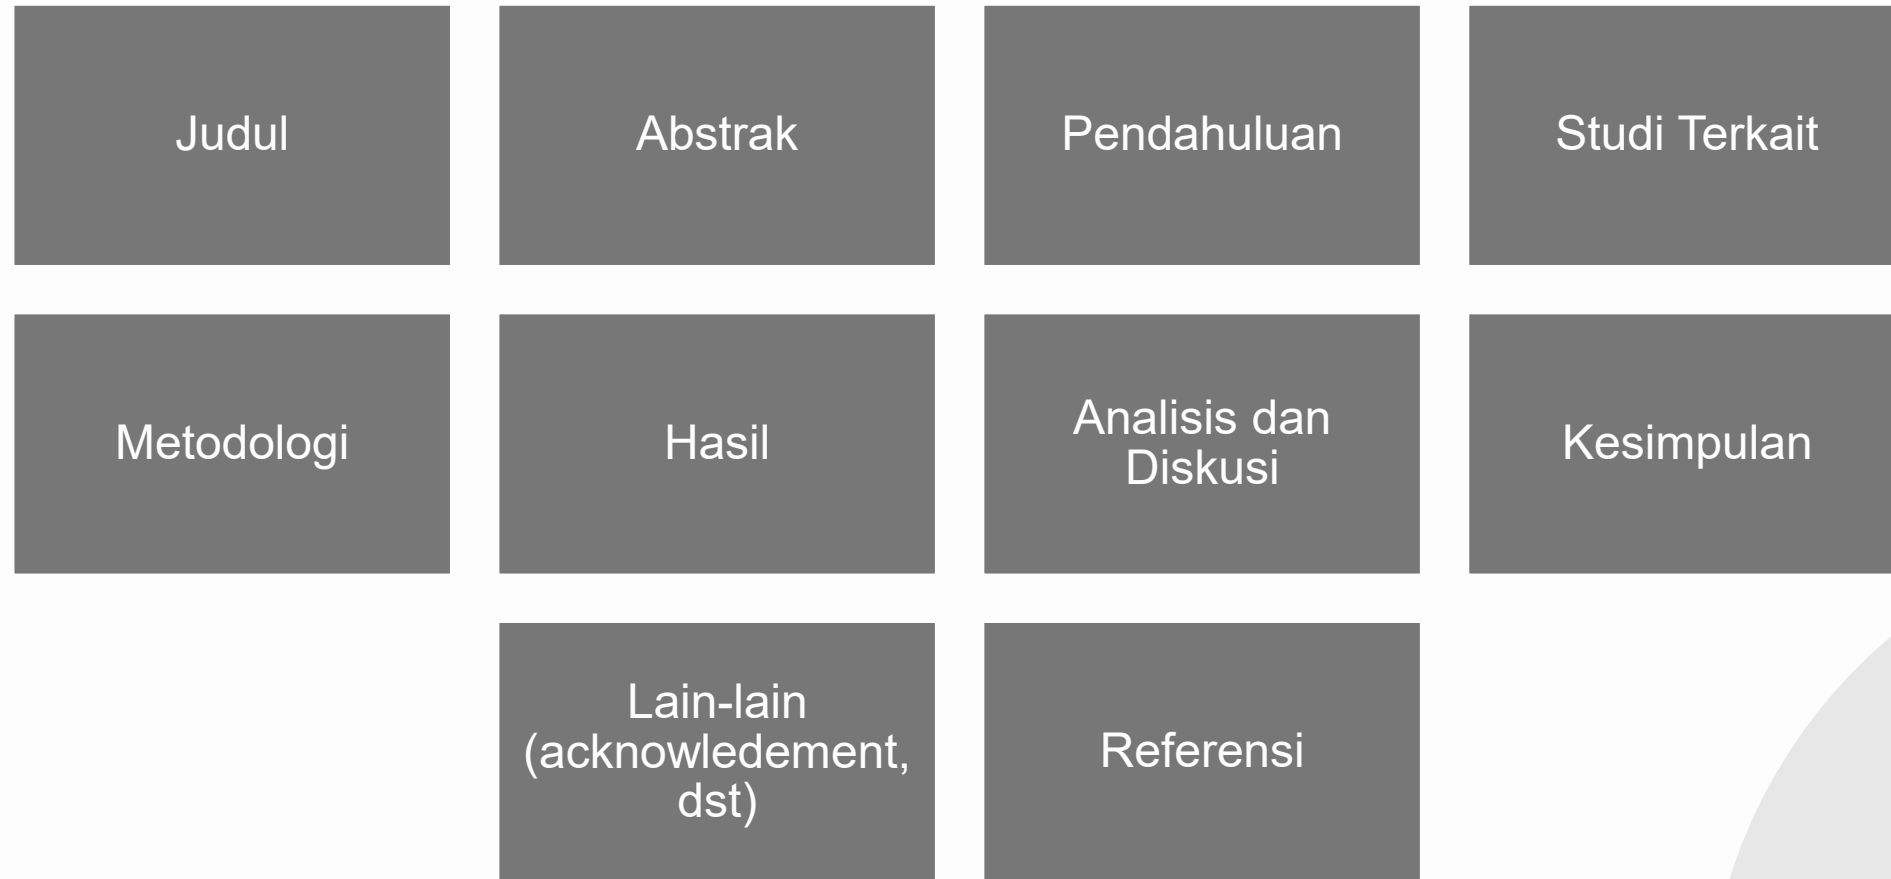 Judul
Abstrak
Pendahuluan
Studi Terkait
Metodologi
Hasil
Analisis dan
Diskusi
Kesimpulan
Lain-lain
(acknowledement,
dst)
Referensi